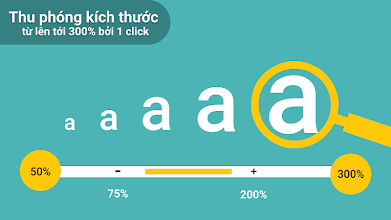 Thu phóng kích thước
từ lên tới 300% bởi 1 click
a a a a a
50% - + 300%
75% 200%